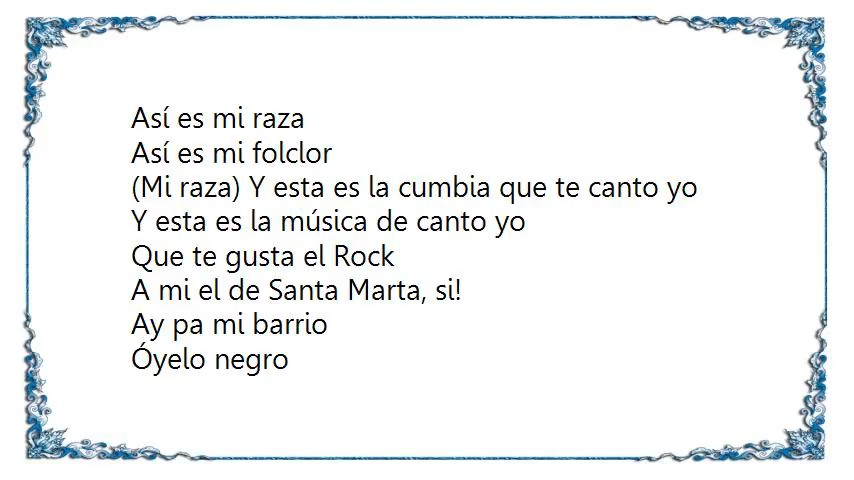 Así es mi raza
Así es mi folclor
(Mi raza) Y esta es la cumbia que te canto yo
Y esta es la música de canto yo
Que te gusta el Rock
A mi el de Santa Marta, si!
Ay pa mi barrio
Óyelo negro